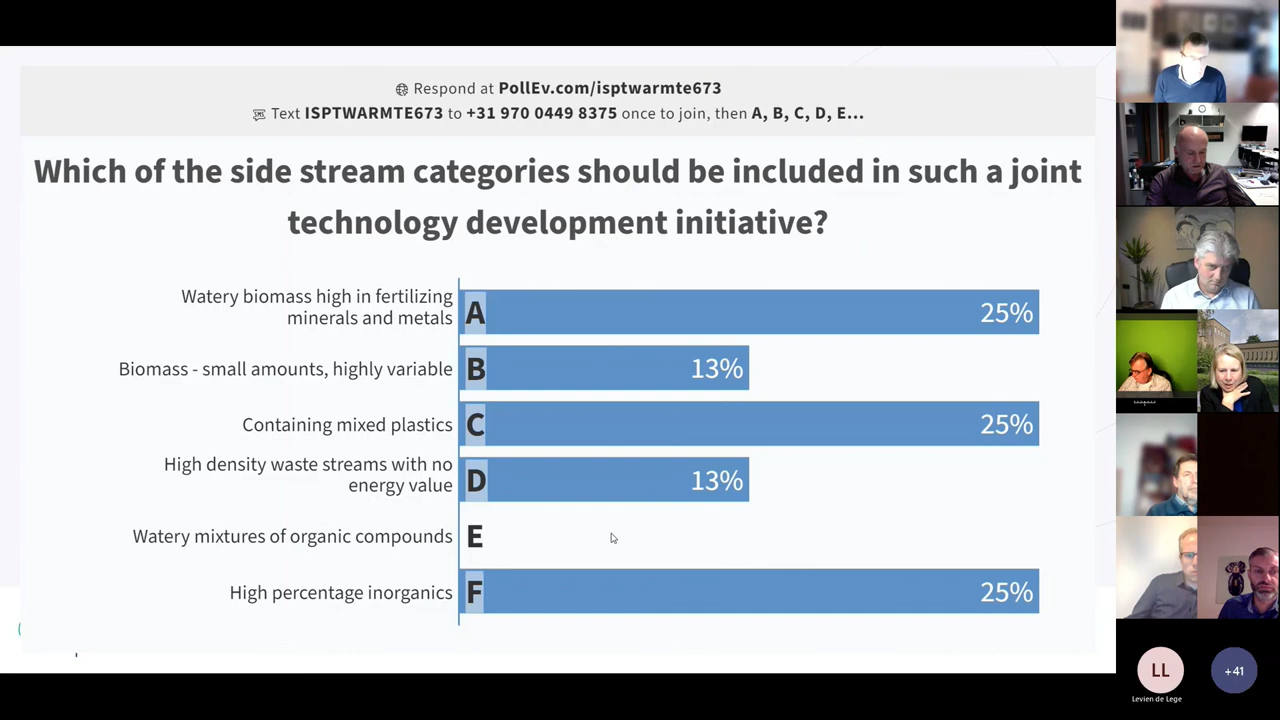 Respond at PollEv.com/isptwarmte673
Text ISPTWARMTE673 to +31 970 0449 8375 once to join, then A, B, C, D, E...
Which of the side stream categories should be included in such a joint
technology development initiative?
Watery biomass high in fertilizing
minerals and metals
A
25%
Biomass - small amounts, highly variable
B
13%
Containing mixed plastics
C
25%
High density waste streams with no
energy value
D
13%
Watery mixtures of organic compounds
E
High percentage inorganics
F
25%
LL
+41
Levien de Lege